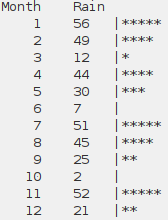 Month    Rain
    1    56   |*****
    2    49   |****
    3    12   |*
    4    44   |****
    5    30   |***
    6    7    |
    7    51   |*****
    8    45   |****
    9    25   |**
   10    2    |
   11    52   |*****
   12    21   |**